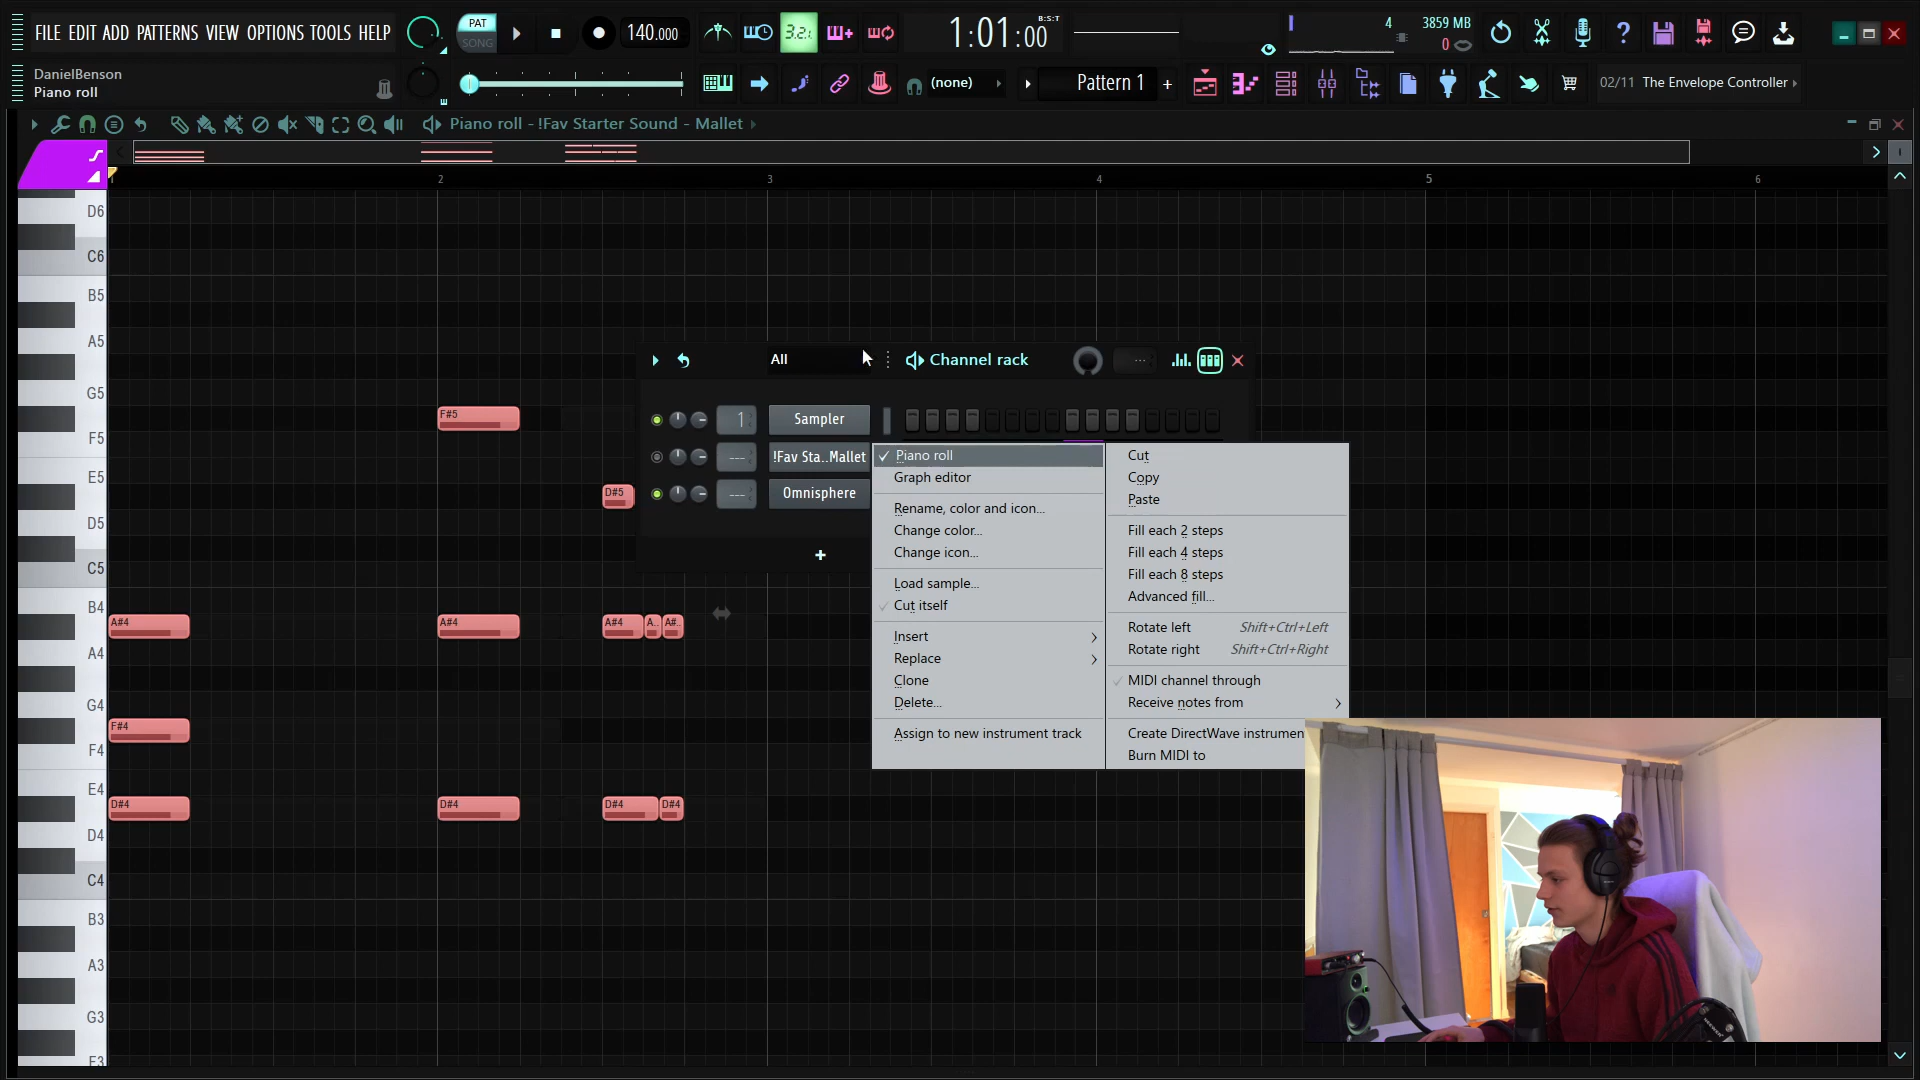 FILE EDIT ADD PATTERNS VIEW OPTIONS TOOLS HELP
PAT
SONG
140.000
3.2.
1:01:00
B:S:T
4
3859 MB
0
DanielBenson
Piano roll
(none)
Pattern 1
+
02/11 The Envelope Controller
Piano roll - !Fav Starter Sound - Mallet
1
2
3
4
5
6
D6
C6
B5
A5
G5
F5
E5
D5
C5
B4
A4
G4
F4
E4
D4
C4
B3
A3
G3
F3
F#5
D#5
A#4
A#4
A#4
A..
A#..
F#4
D#4
D#4
D#4
D#4
All
Channel rack
---
1
Sampler
---
!Fav Sta..Mallet
---
Omnisphere
+
Piano roll
Graph editor
Rename, color and icon...
Change color...
Change icon...
Load sample...
Cut itself
Insert
Replace
Clone
Delete...
Assign to new instrument track
Cut
Copy
Paste
Fill each 2 steps
Fill each 4 steps
Fill each 8 steps
Advanced fill...
Rotate left Shift+Ctrl+Left
Rotate right Shift+Ctrl+Right
MIDI channel through
Receive notes from
Create DirectWave instrumen
Burn MIDI to